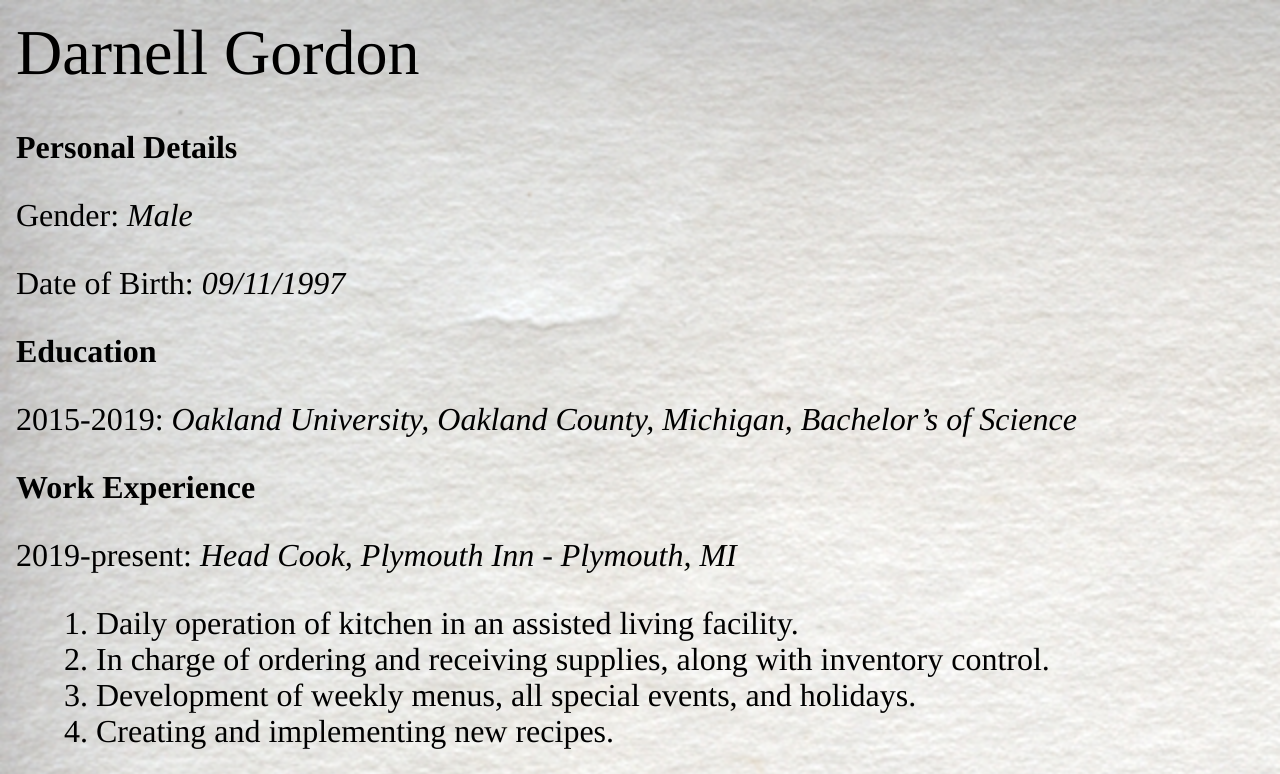 Darnell Gordon
Personal Details
Gender: Male
Date of Birth: 09/11/1997
Education
2015-2019: Oakland University, Oakland County, Michigan, Bachelor’s of Science
Work Experience
2019-present: Head Cook, Plymouth Inn - Plymouth, MI
1. Daily operation of kitchen in an assisted living facility.
2. In charge of ordering and receiving supplies, along with inventory control.
3. Development of weekly menus, all special events, and holidays.
4. Creating and implementing new recipes.